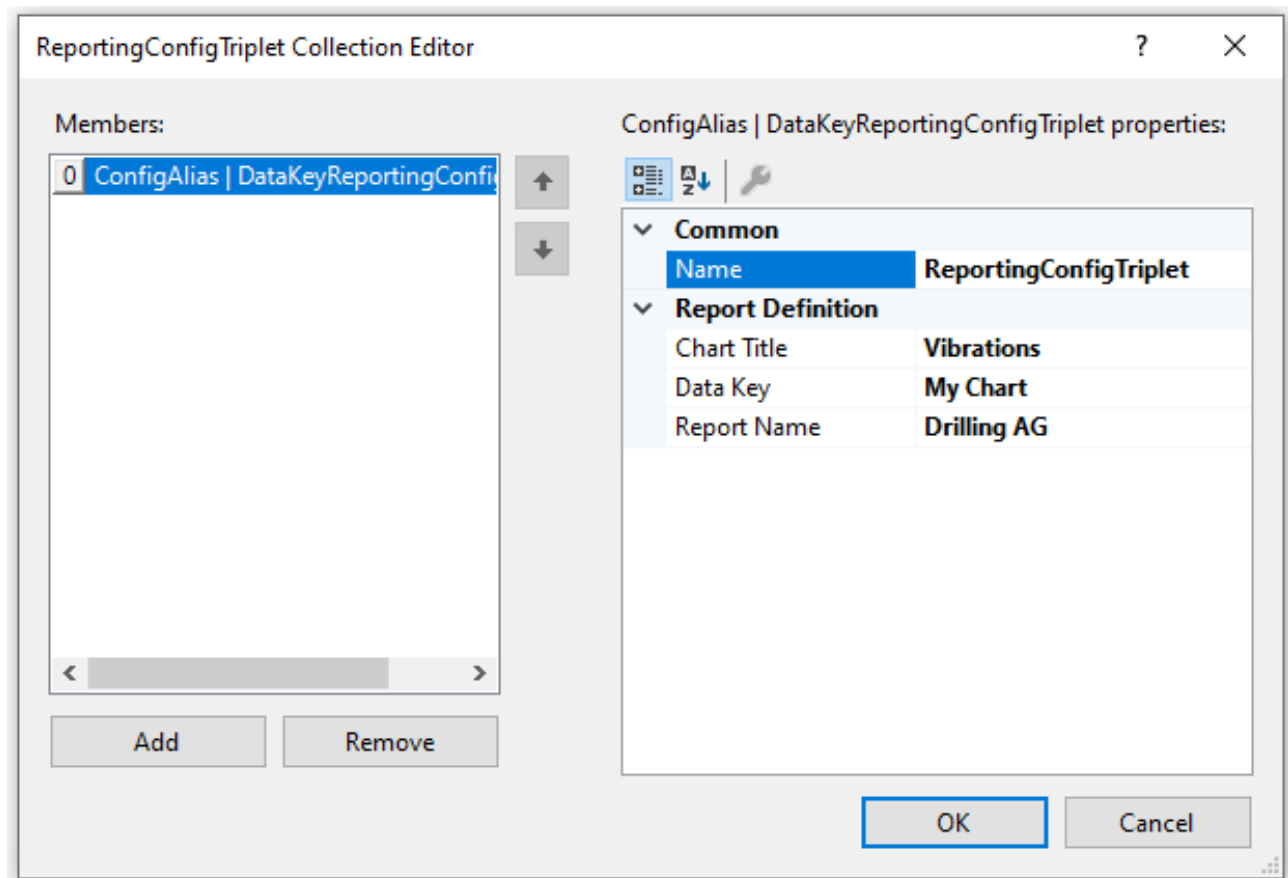 ReportingConfigTriplet Collection Editor
?
Members:
ConfigAlias | DataKeyReportingConfigTriplet properties:
0 ConfigAlias | DataKeyReportingConfi
Common
Name ReportingConfigTriplet
Report Definition
Chart Title Vibrations
Data Key My Chart
Report Name Drilling AG
Add Remove
OK Cancel